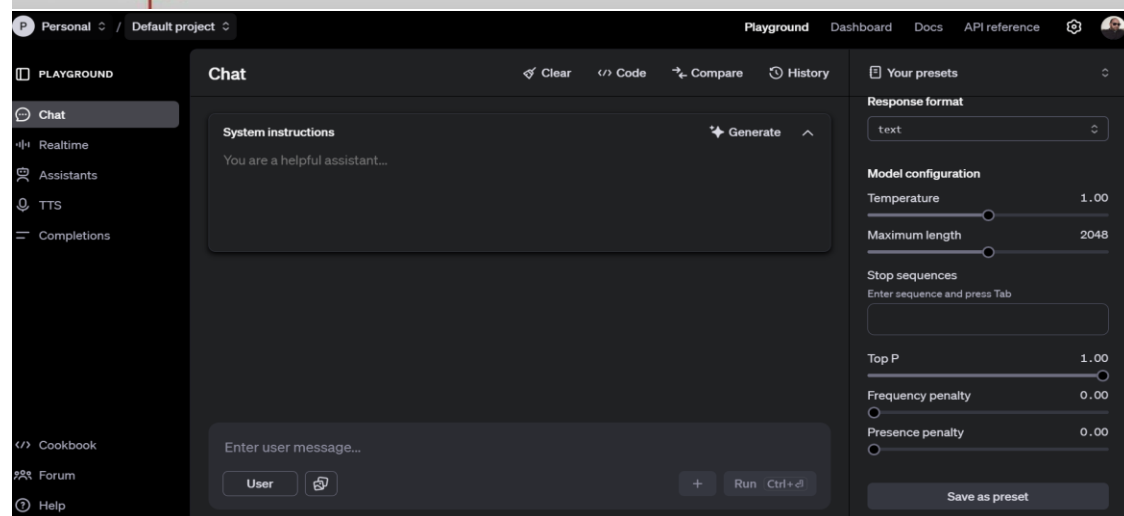 P Personal / Default project Playground Dashboard Docs API reference
PLAYGROUND
Chat
Realtime
Assistants
TTS
Completions
Cookbook
Forum
Help
Chat Clear Code Compare History
System instructions Generate
You are a helpful assistant...
Enter user message...
User + Run Ctrl+⏎
Your presets
Response format
text
Model configuration
Temperature 1.00
Maximum length 2048
Stop sequences
Enter sequence and press Tab
Top P 1.00
Frequency penalty 0.00
Presence penalty 0.00
Save as preset